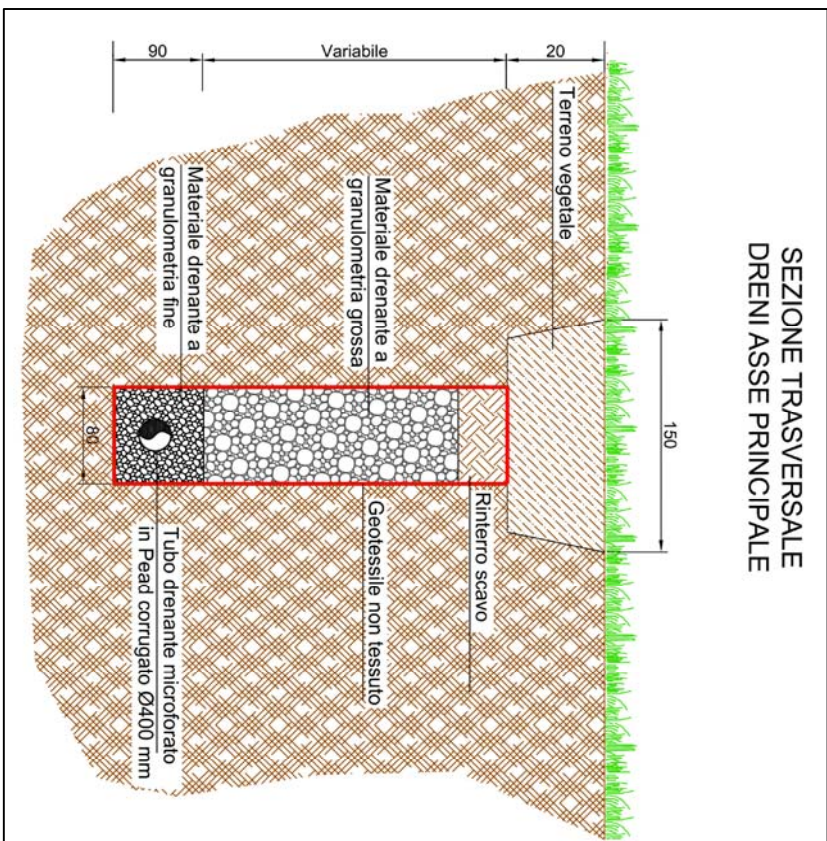 SEZIONE TRASVERSALE
DRENI ASSE PRINCIPALE
150
20
Variabile
90
80
Terreno vegetale
Rinterro scavo
Materiale drenante a
granulometria grossa
Geotessile non tessuto
Materiale drenante a
granulometria fine
Tubo drenante microforato
in Pead corrugato Ø400 mm